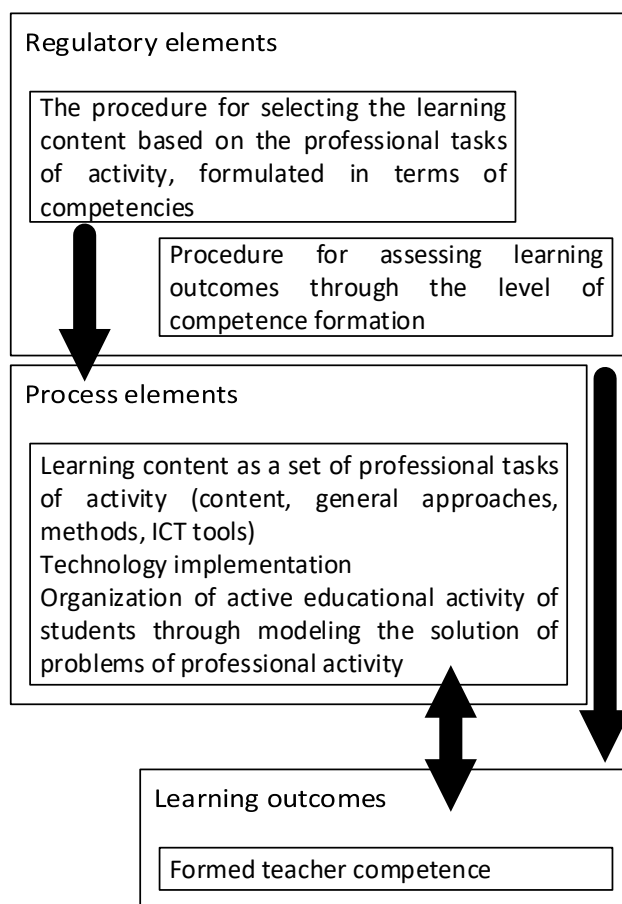 Regulatory elements
The procedure for selecting the learning
content based on the professional tasks
of activity, formulated in terms of
competencies
Procedure for assessing learning
outcomes through the level of
competence formation
Process elements
Learning content as a set of professional tasks
of activity (content, general approaches,
methods, ICT tools)
Technology implementation
Organization of active educational activity of
students through modeling the solution of
problems of professional activity
Learning outcomes
Formed teacher competence